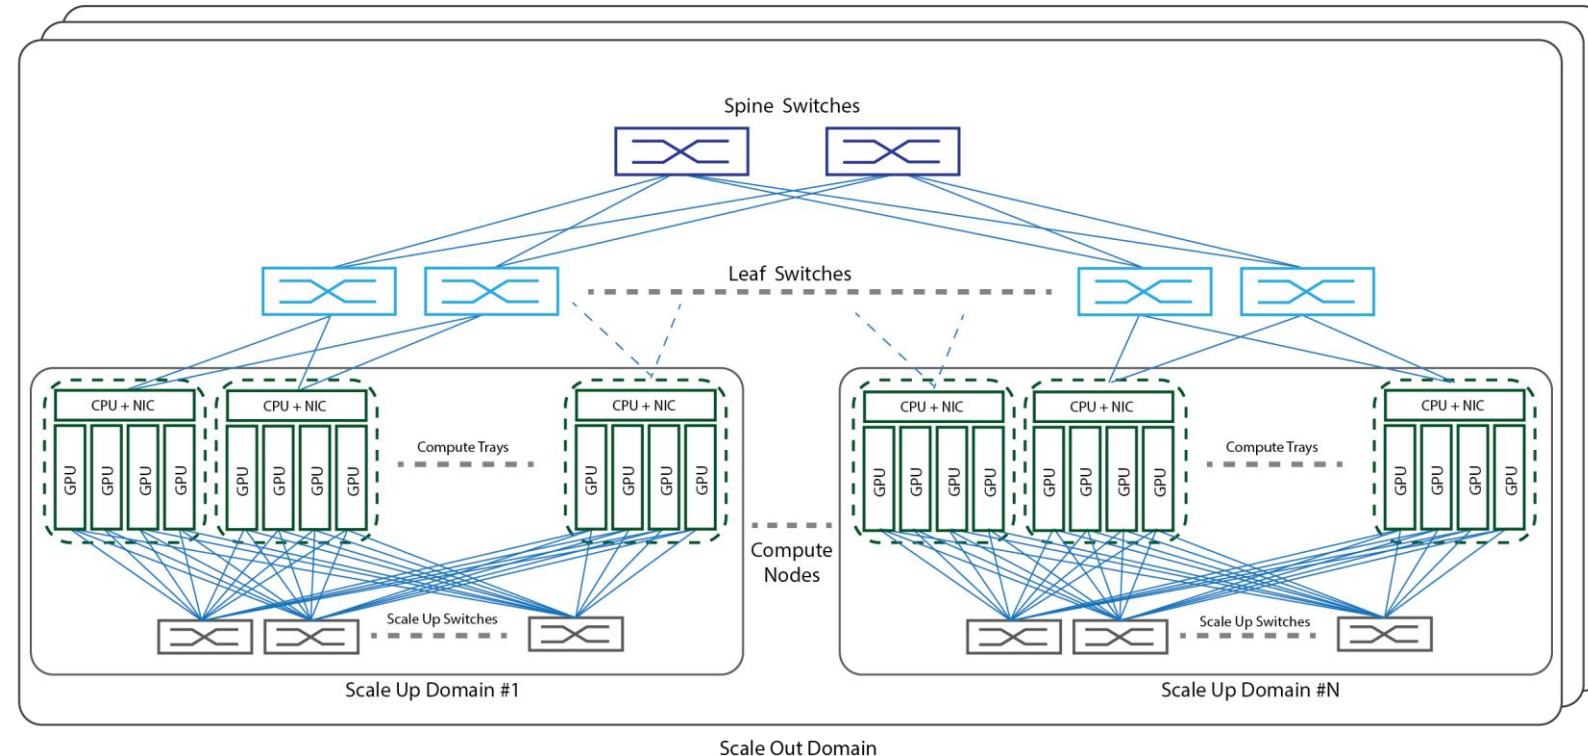 Spine Switches
Leaf Switches
CPU + NIC
GPU GPU GPU GPU
CPU + NIC
GPU GPU GPU GPU
Compute Trays
CPU + NIC
GPU GPU GPU GPU
Scale Up Switches
Scale Up Domain #1
Compute
Nodes
CPU + NIC
GPU GPU GPU GPU
CPU + NIC
GPU GPU GPU GPU
Compute Trays
CPU + NIC
GPU GPU GPU GPU
Scale Up Switches
Scale Up Domain #N
Scale Out Domain